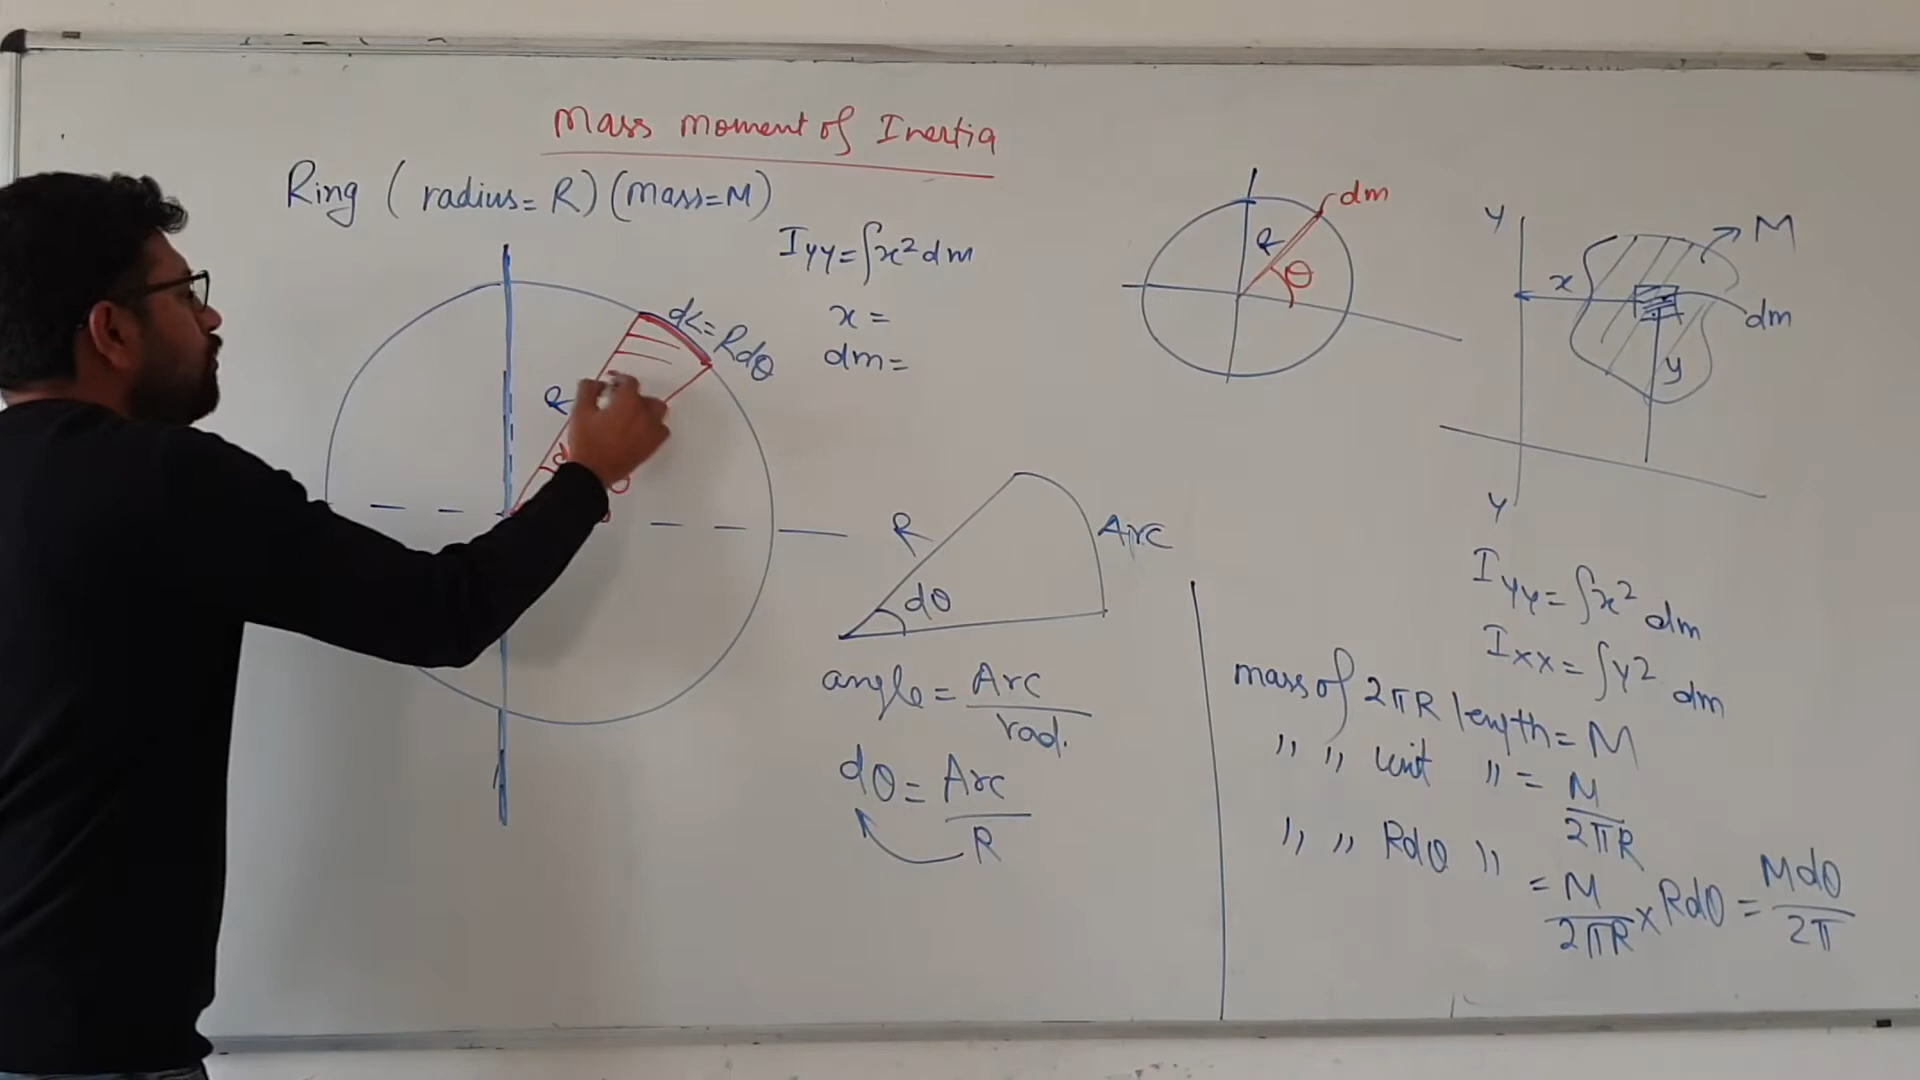 Mass moment of Inertia
Ring ( radius = R ) ( mass = M )
Iyy = ∫x² dm
x =
dm =
dL = Rdθ
R
R
Arc
dθ
angle = Arc / rad.
dθ = Arc / R
dm
R
θ
Y
M
x
dm
y
Y
Iyy = ∫x² dm
Ixx = ∫y² dm
mass of 2πR length = M
,, ,, unit ,, = M / 2πR
,, ,, Rdθ ,,
= M / 2πR × Rdθ = Mdθ / 2π